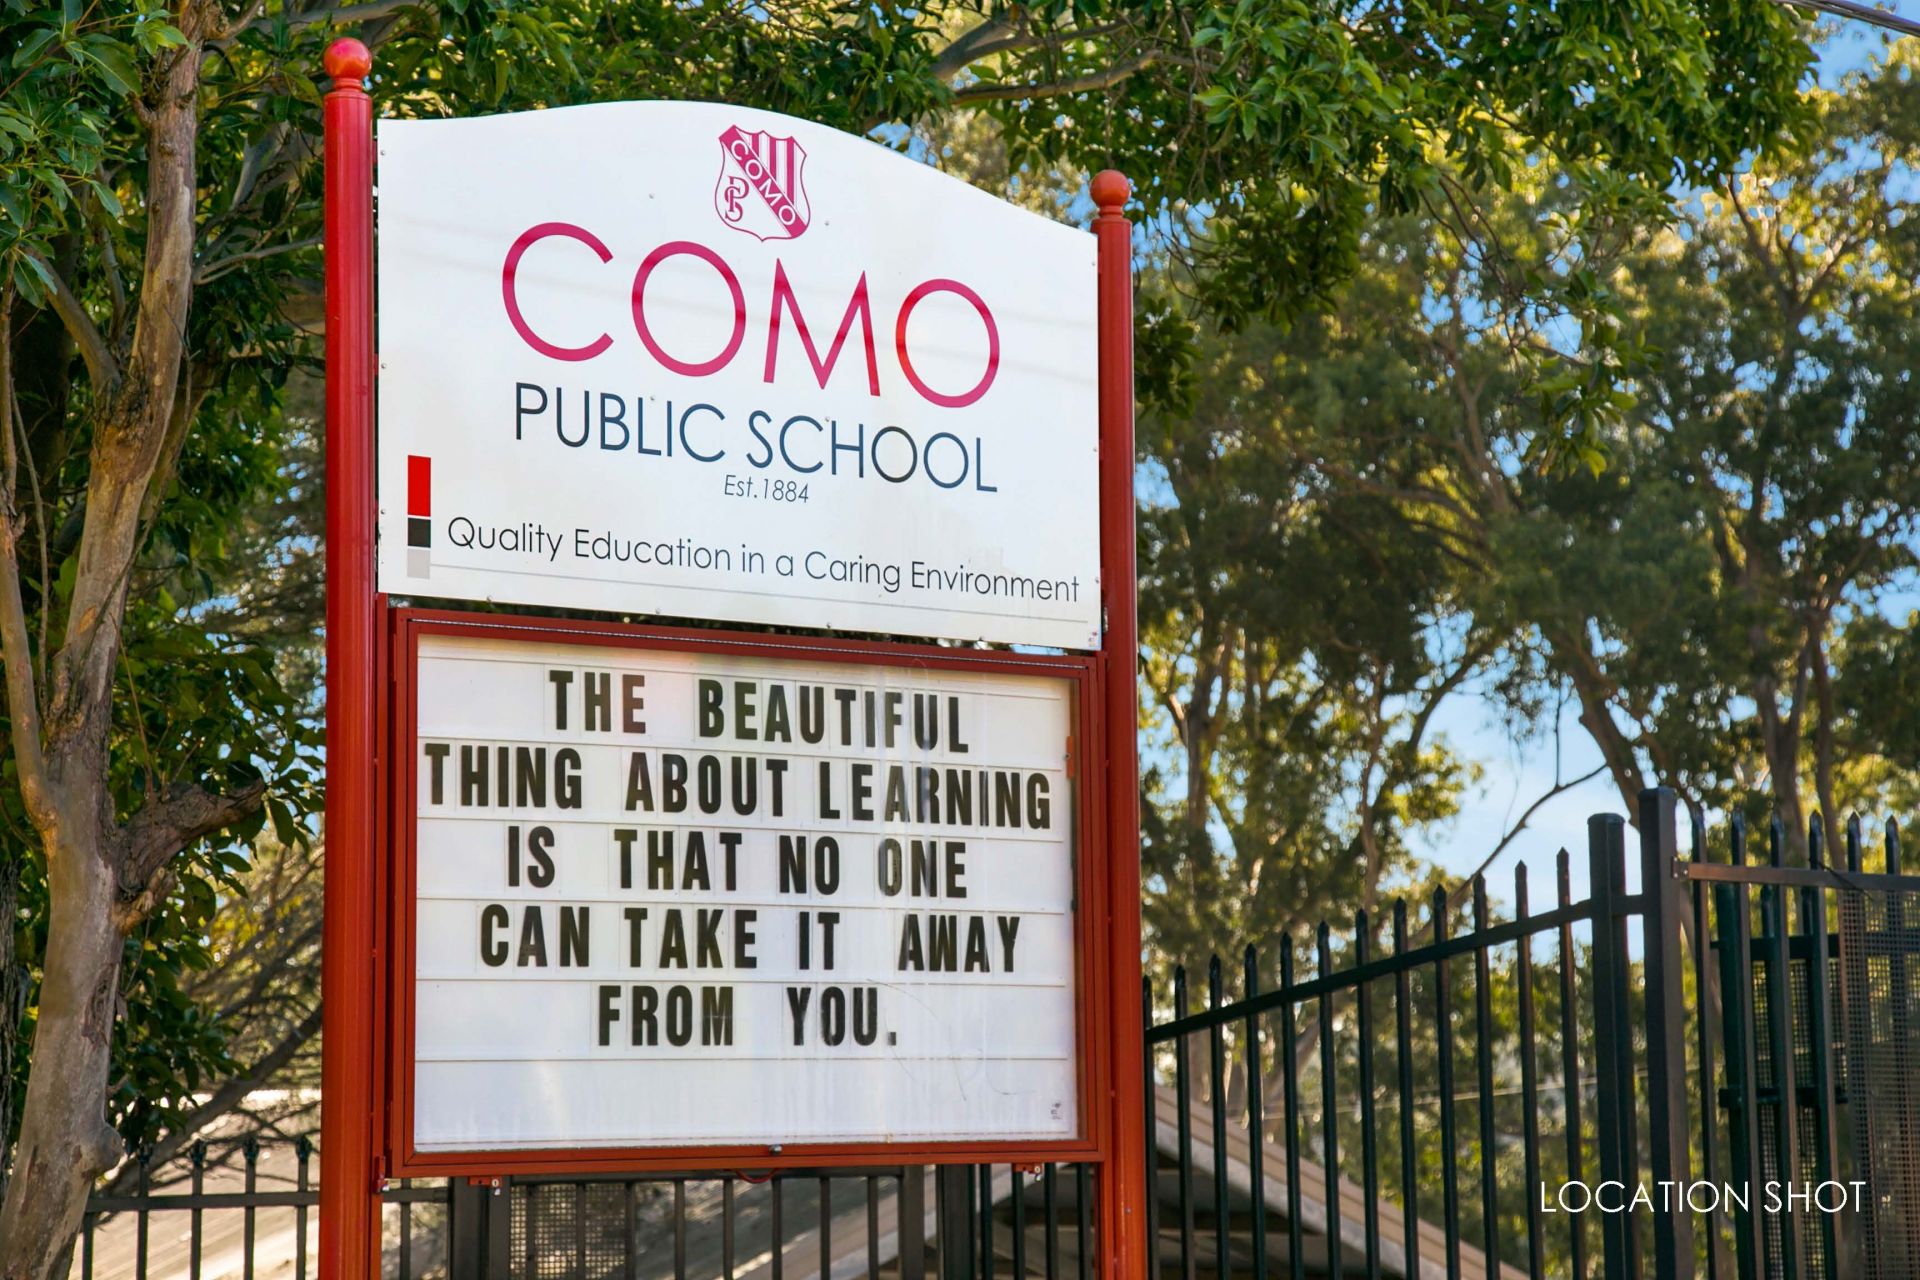 COMO
CPS
COMO
PUBLIC SCHOOL
Est.1884
Quality Education in a Caring Environment
THE BEAUTIFUL
THING ABOUT LEARNING
IS THAT NO ONE
CAN TAKE IT AWAY
FROM YOU.
LOCATION SHOT